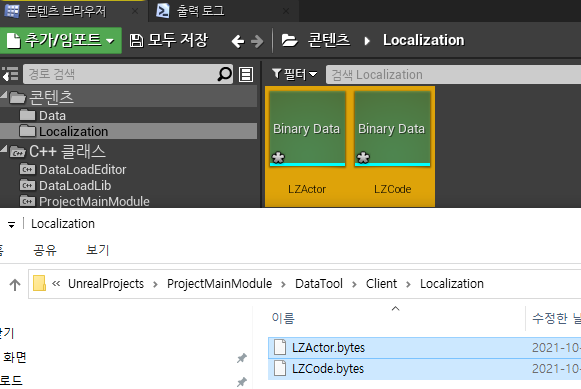 콘텐츠 브라우저
출력 로그
추가/임포트
모두 저장
콘텐츠
Localization
경로 검색
필터
검색 Localization
콘텐츠
Data
Localization
C++ 클래스
DataLoadEditor
DataLoadLib
ProjectMainModule
Binary Data
Binary Data
LZActor
LZCode
Localization
홈
공유
보기
« UnrealProjects > ProjectMainModule > DataTool > Client > Localization
이름
수정한 날
LZActor.bytes
2021-10-
LZCode.bytes
2021-10-
화면